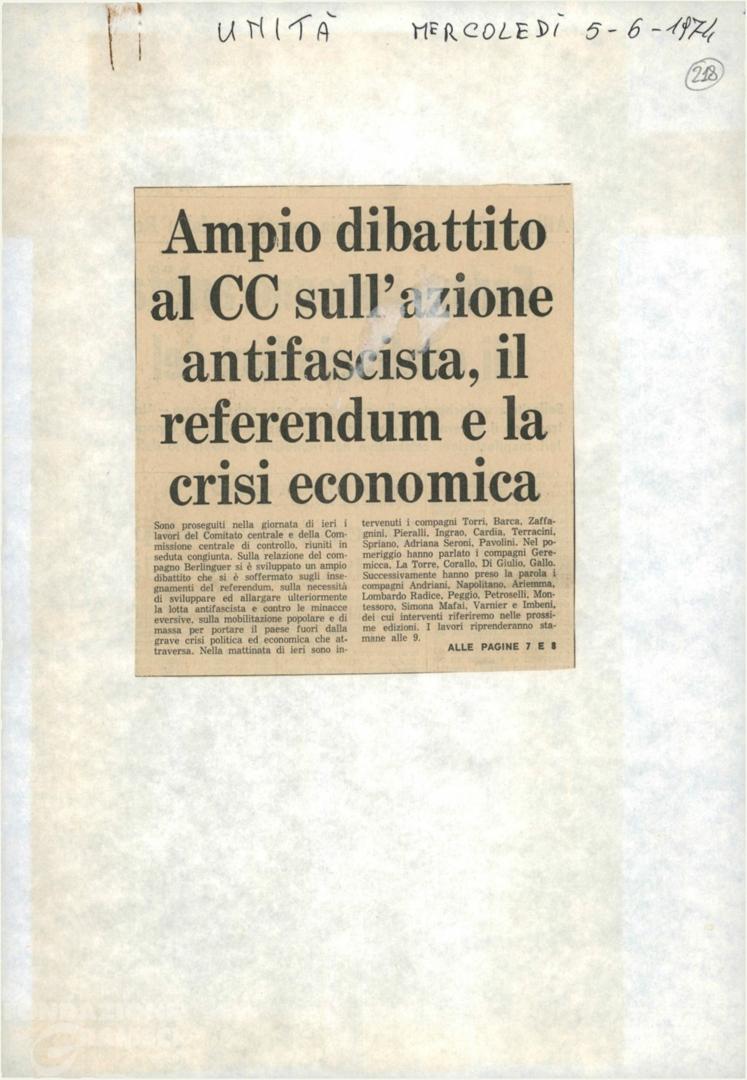 UNITÀ MERCOLEDÌ 5-6-1974
218
Ampio dibattito
al CC sull'azione
antifascista, il
referendum e la
crisi economica
Sono proseguiti nella giornata di ieri i
lavori del Comitato centrale e della Com-
missione centrale di controllo, riuniti in
seduta congiunta. Sulla relazione del com-
pagno Berlinguer si è sviluppato un ampio
dibattito che si è soffermato sugli inse-
gnamenti del referendum, sulla necessità
di sviluppare ed allargare ulteriormente
la lotta antifascista e contro le minacce
eversive, sulla mobilitazione popolare e di
massa per portare il paese fuori dalla
grave crisi politica ed economica che at-
traversa. Nella mattinata di ieri sono in-
tervenuti i compagni Torri, Barca, Zaffa-
gnini, Pieralli, Ingrao, Cardia, Terracini,
Spriano, Adriana Seroni, Pavolini. Nel po-
meriggio hanno parlato i compagni Gere-
micca, La Torre, Corallo, Di Giulio, Gallo.
Successivamente hanno preso la parola i
compagni Andriani, Napolitano, Ariemma,
Lombardo Radice, Peggio, Petroselli, Mon-
tessoro, Simona Mafai, Varnier e Imbeni,
dei cui interventi riferiremo nelle prossi-
me edizioni. I lavori riprenderanno sta-
mane alle 9.
ALLE PAGINE 7 E 8